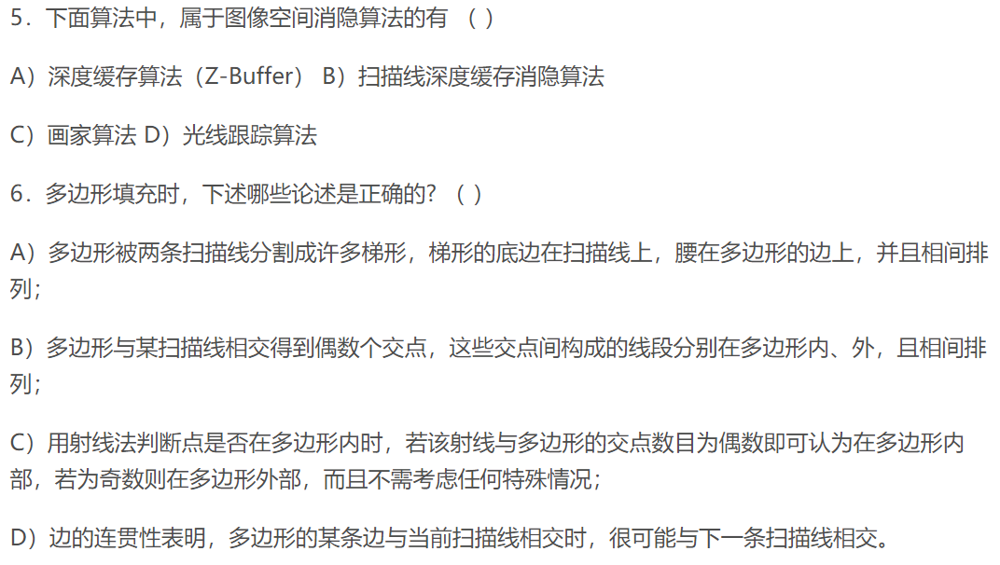 5．下面算法中，属于图像空间消隐算法的有 （ ）
A）深度缓存算法（Z-Buffer） B）扫描线深度缓存消隐算法
C）画家算法 D）光线跟踪算法
6．多边形填充时，下述哪些论述是正确的? （ ）
A）多边形被两条扫描线分割成许多梯形，梯形的底边在扫描线上，腰在多边形的边上，并且相间排
列；
B）多边形与某扫描线相交得到偶数个交点，这些交点间构成的线段分别在多边形内、外，且相间排
列；
C）用射线法判断点是否在多边形内时，若该射线与多边形的交点数目为偶数即可认为在多边形内
部，若为奇数则在多边形外部，而且不需考虑任何特殊情况；
D）边的连贯性表明，多边形的某条边与当前扫描线相交时，很可能与下一条扫描线相交。